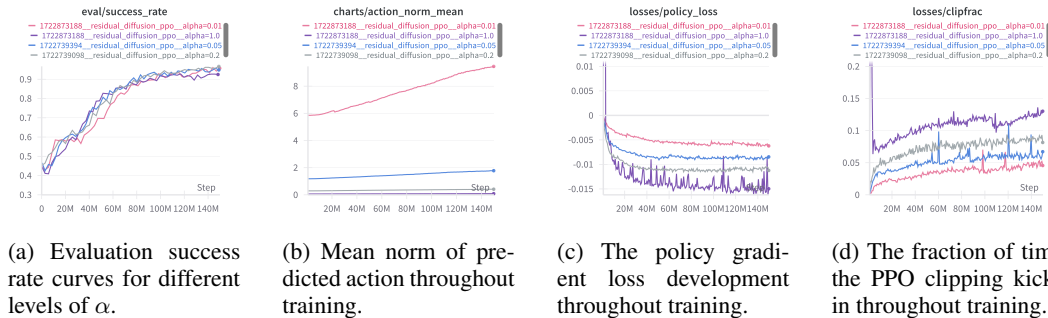 eval/success_rate
1722873188__residual_diffusion_ppo__alpha=0.01
1722873188__residual_diffusion_ppo__alpha=1.0
1722739394__residual_diffusion_ppo__alpha=0.05
1722739098__residual_diffusion_ppo__alpha=0.2
0.9
0.8
0.7
0.6
0.5
0.4
0.3
Step
0 20M 40M 60M 80M 100M 120M 140M
(a) Evaluation success
rate curves for different
levels of α.
charts/action_norm_mean
1722873188__residual_diffusion_ppo__alpha=0.01
1722873188__residual_diffusion_ppo__alpha=1.0
1722739394__residual_diffusion_ppo__alpha=0.05
1722739098__residual_diffusion_ppo__alpha=0.2
8
6
4
2
0
Step
20M 40M 60M 80M 100M 120M 140M
(b) Mean norm of pre-
dicted action throughout
training.
losses/policy_loss
1722873188__residual_diffusion_ppo__alpha=0.01
1722873188__residual_diffusion_ppo__alpha=1.0
1722739394__residual_diffusion_ppo__alpha=0.05
1722739098__residual_diffusion_ppo__alpha=0.2
0.01
0.005
0
-0.005
-0.01
-0.015
Step
20M 40M 60M 80M 100M 120M 140M
(c) The policy gradi-
ent loss development
throughout training.
losses/clipfrac
1722873188__residual_diffusion_ppo__alpha=0.01
1722873188__residual_diffusion_ppo__alpha=1.0
1722739394__residual_diffusion_ppo__alpha=0.05
1722739098__residual_diffusion_ppo__alpha=0.2
0.2
0.15
0.1
0.05
0
Step
20M 40M 60M 80M 100M 120M 140M
(d) The fraction of tim
the PPO clipping kick
in throughout training.